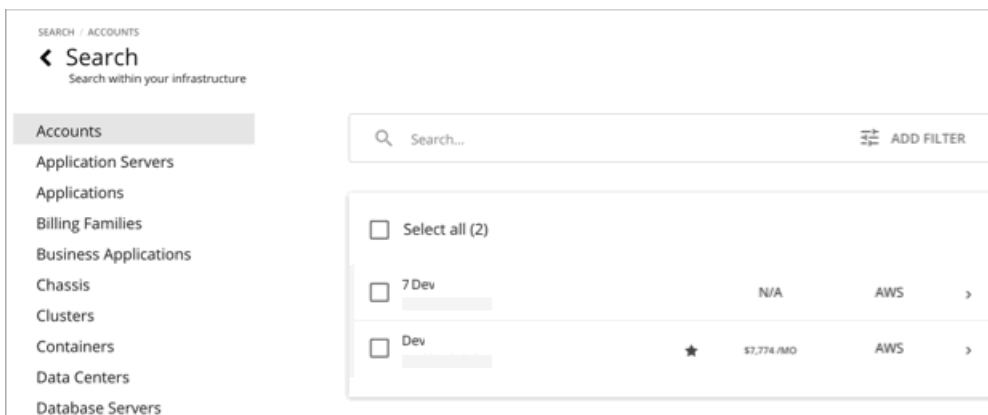 SEARCH / ACCOUNTS
Search
Search within your infrastructure
Accounts
Application Servers
Applications
Billing Families
Business Applications
Chassis
Clusters
Containers
Data Centers
Database Servers
Search...
ADD FILTER
Select all (2)
7 Dev
N/A
AWS
Dev
$7,774 /MO
AWS